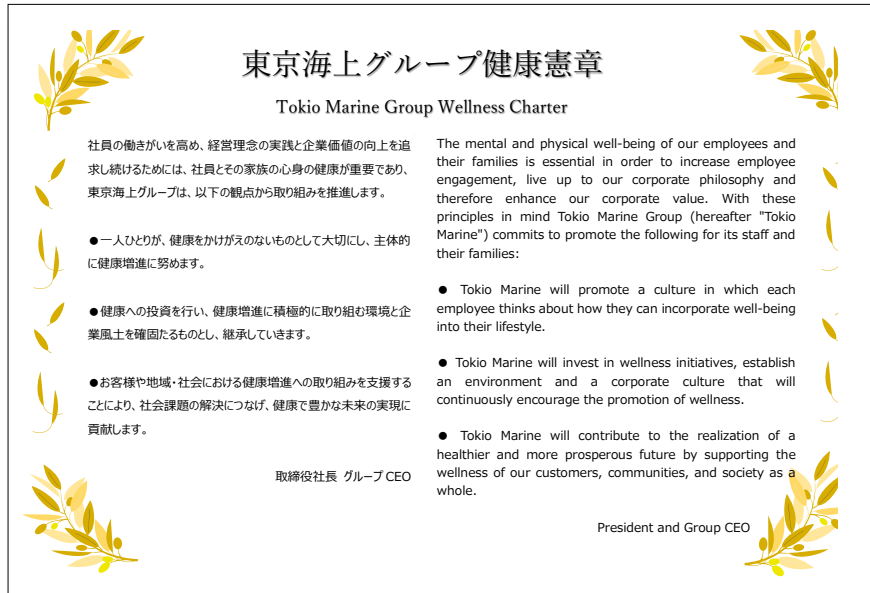 東京海上グループ健康憲章
Tokio Marine Group Wellness Charter
社員の働きがいを高め、経営理念の実践と企業価値の向上を追
求し続けるためには、社員とその家族の心身の健康が重要であり、
東京海上グループは、以下の観点から取り組みを推進します。
●一人ひとりが、健康をかけがえのないものとして大切にし、主体的
に健康増進に努めます。
●健康への投資を行い、健康増進に積極的に取り組む環境と企
業風土を確固たるものとし、継承していきます。
●お客様や地域・社会における健康増進への取り組みを支援する
ことにより、社会課題の解決につなげ、健康で豊かな未来の実現に
貢献します。
取締役社長 グループ CEO
The mental and physical well-being of our employees and
their families is essential in order to increase employee
engagement, live up to our corporate philosophy and
therefore enhance our corporate value. With these
principles in mind Tokio Marine Group (hereafter "Tokio
Marine") commits to promote the following for its staff and
their families:
● Tokio Marine will promote a culture in which each
employee thinks about how they can incorporate well-being
into their lifestyle.
● Tokio Marine will invest in wellness initiatives, establish
an environment and a corporate culture that will
continuously encourage the promotion of wellness.
● Tokio Marine will contribute to the realization of a
healthier and more prosperous future by supporting the
wellness of our customers, communities, and society as a
whole.
President and Group CEO